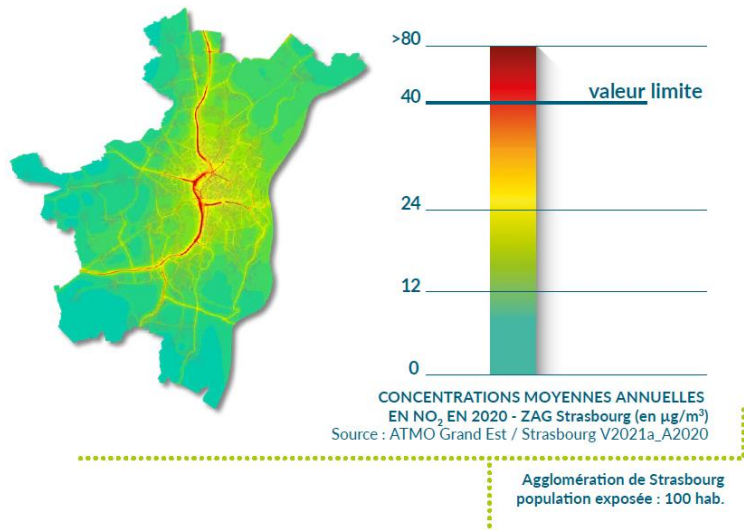 >80
valeur limite
40
24
12
0
CONCENTRATIONS MOYENNES ANNUELLES
EN NO₂ EN 2020 - ZAG Strasbourg (en µg/m³)
Source : ATMO Grand Est / Strasbourg V2021a_A2020
Agglomération de Strasbourg
population exposée : 100 hab.